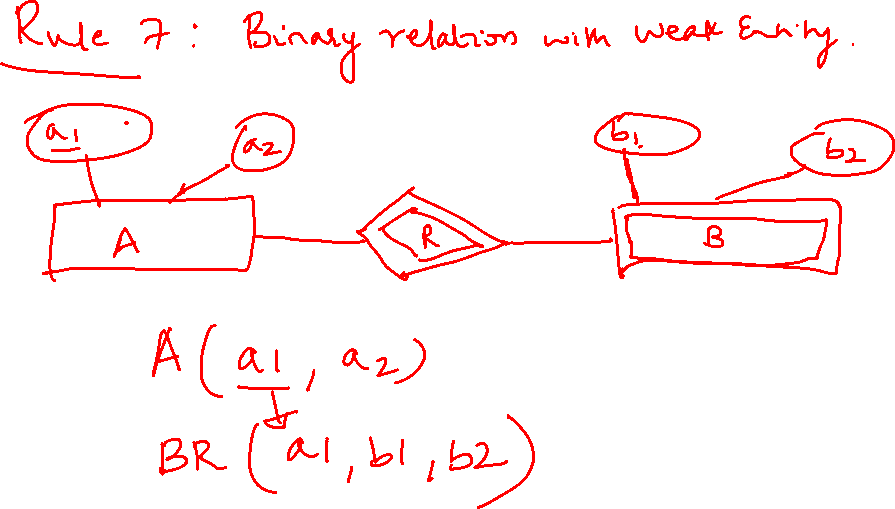 Rule 7 : Binary relation with weak Entity.
a1 a2 b1 b2
A R B
A ( a1 , a2 )
BR ( a1 , b1 , b2 )